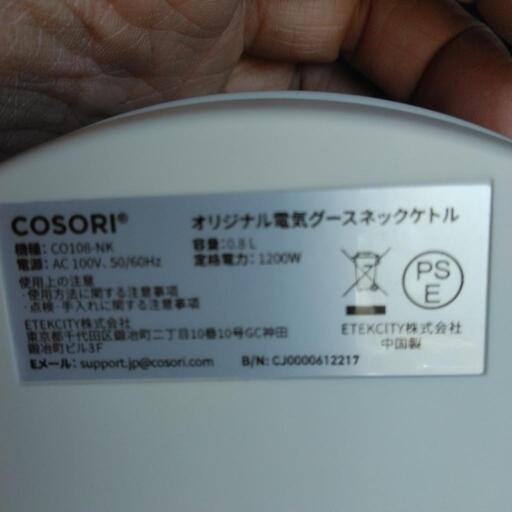 COSORI® オリジナル電気グースネックケトル
機種: CO108-NK 容量: 0.8 L
電源: AC 100V, 50/60Hz 定格電力: 1200W
使用上の注意
・使用方法に関する注意事項
・点検・手入れに関する注意事項
ETEKCITY株式会社
東京都千代田区鍛冶町二丁目10番10号GC神田
鍛冶町ビル3F
Eメール: support.jp@cosori.com B/N: CJ0000612217
PS
E
ETEKCITY株式会社
中国製